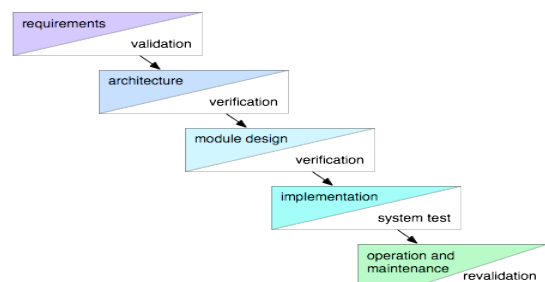 requirements
validation
architecture
verification
module design
verification
implementation
system test
operation and
maintenance
revalidation